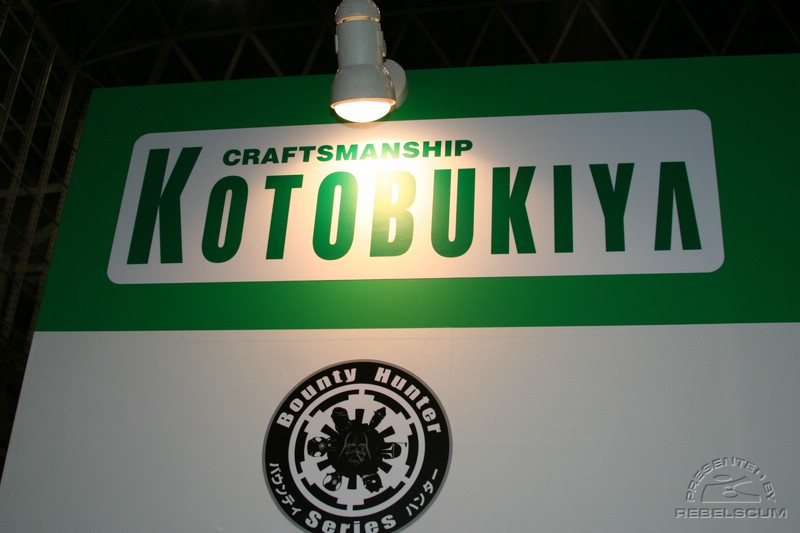 CRAFTSMANSHIP
KOTOBUKIYA
Bounty Hunter
バウンティ ハンター
Series
PRESENTED BY
REBELSCUM